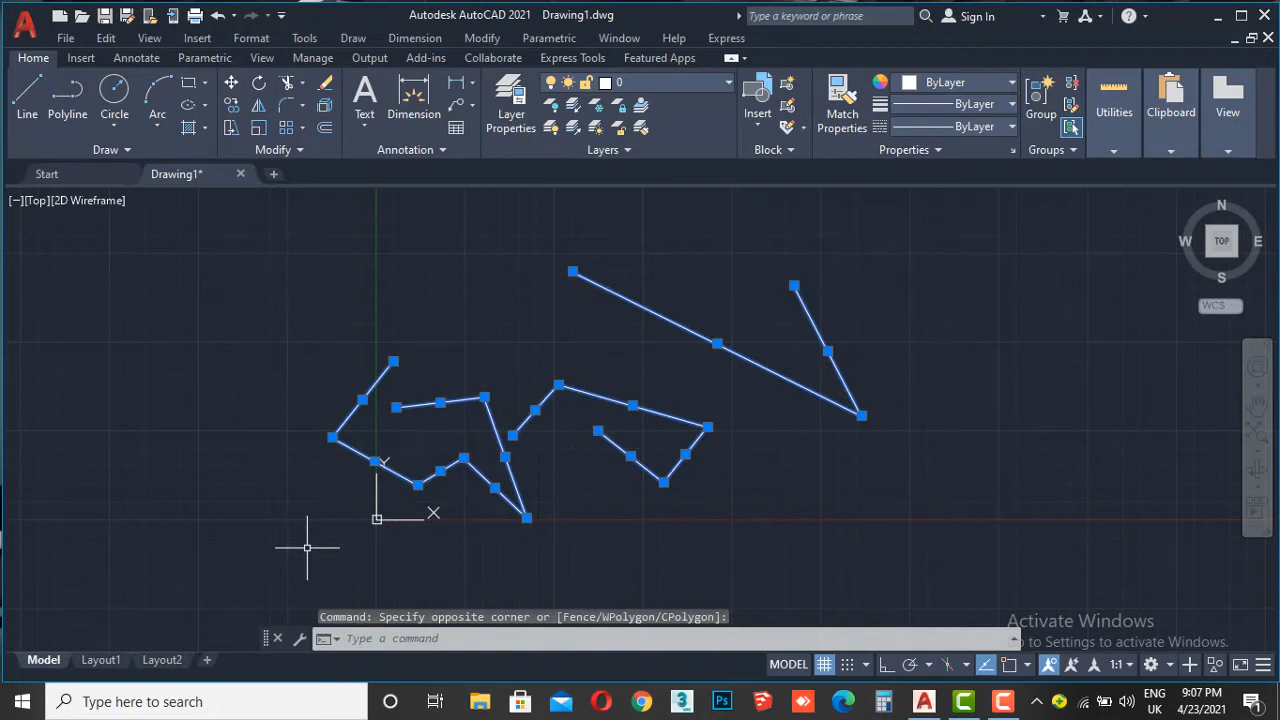 Autodesk AutoCAD 2021 Drawing1.dwg Type a keyword or phrase Sign In
File Edit View Insert Format Tools Draw Dimension Modify Parametric Window Help Express
Home Insert Annotate Parametric View Manage Output Add-ins Collaborate Express Tools Featured Apps
Line Polyline Circle Arc Text Dimension Layer Properties 0 Insert Match Properties ByLayer Group Utilities Clipboard View
ByLayer
ByLayer
Draw Modify Annotation Layers Block Properties Groups
Start Drawing1*
[−][Top][2D Wireframe]
N
W TOP E
S
WCS
Y
X
Command: Specify opposite corner or [Fence/WPolygon/CPolygon]:
Type a command
Activate Windows
Go to Settings to activate Windows.
Model Layout1 Layout2 + MODEL 1:1
Type here to search
3
Ps
ENG
UK
9:07 PM
4/23/2021
1